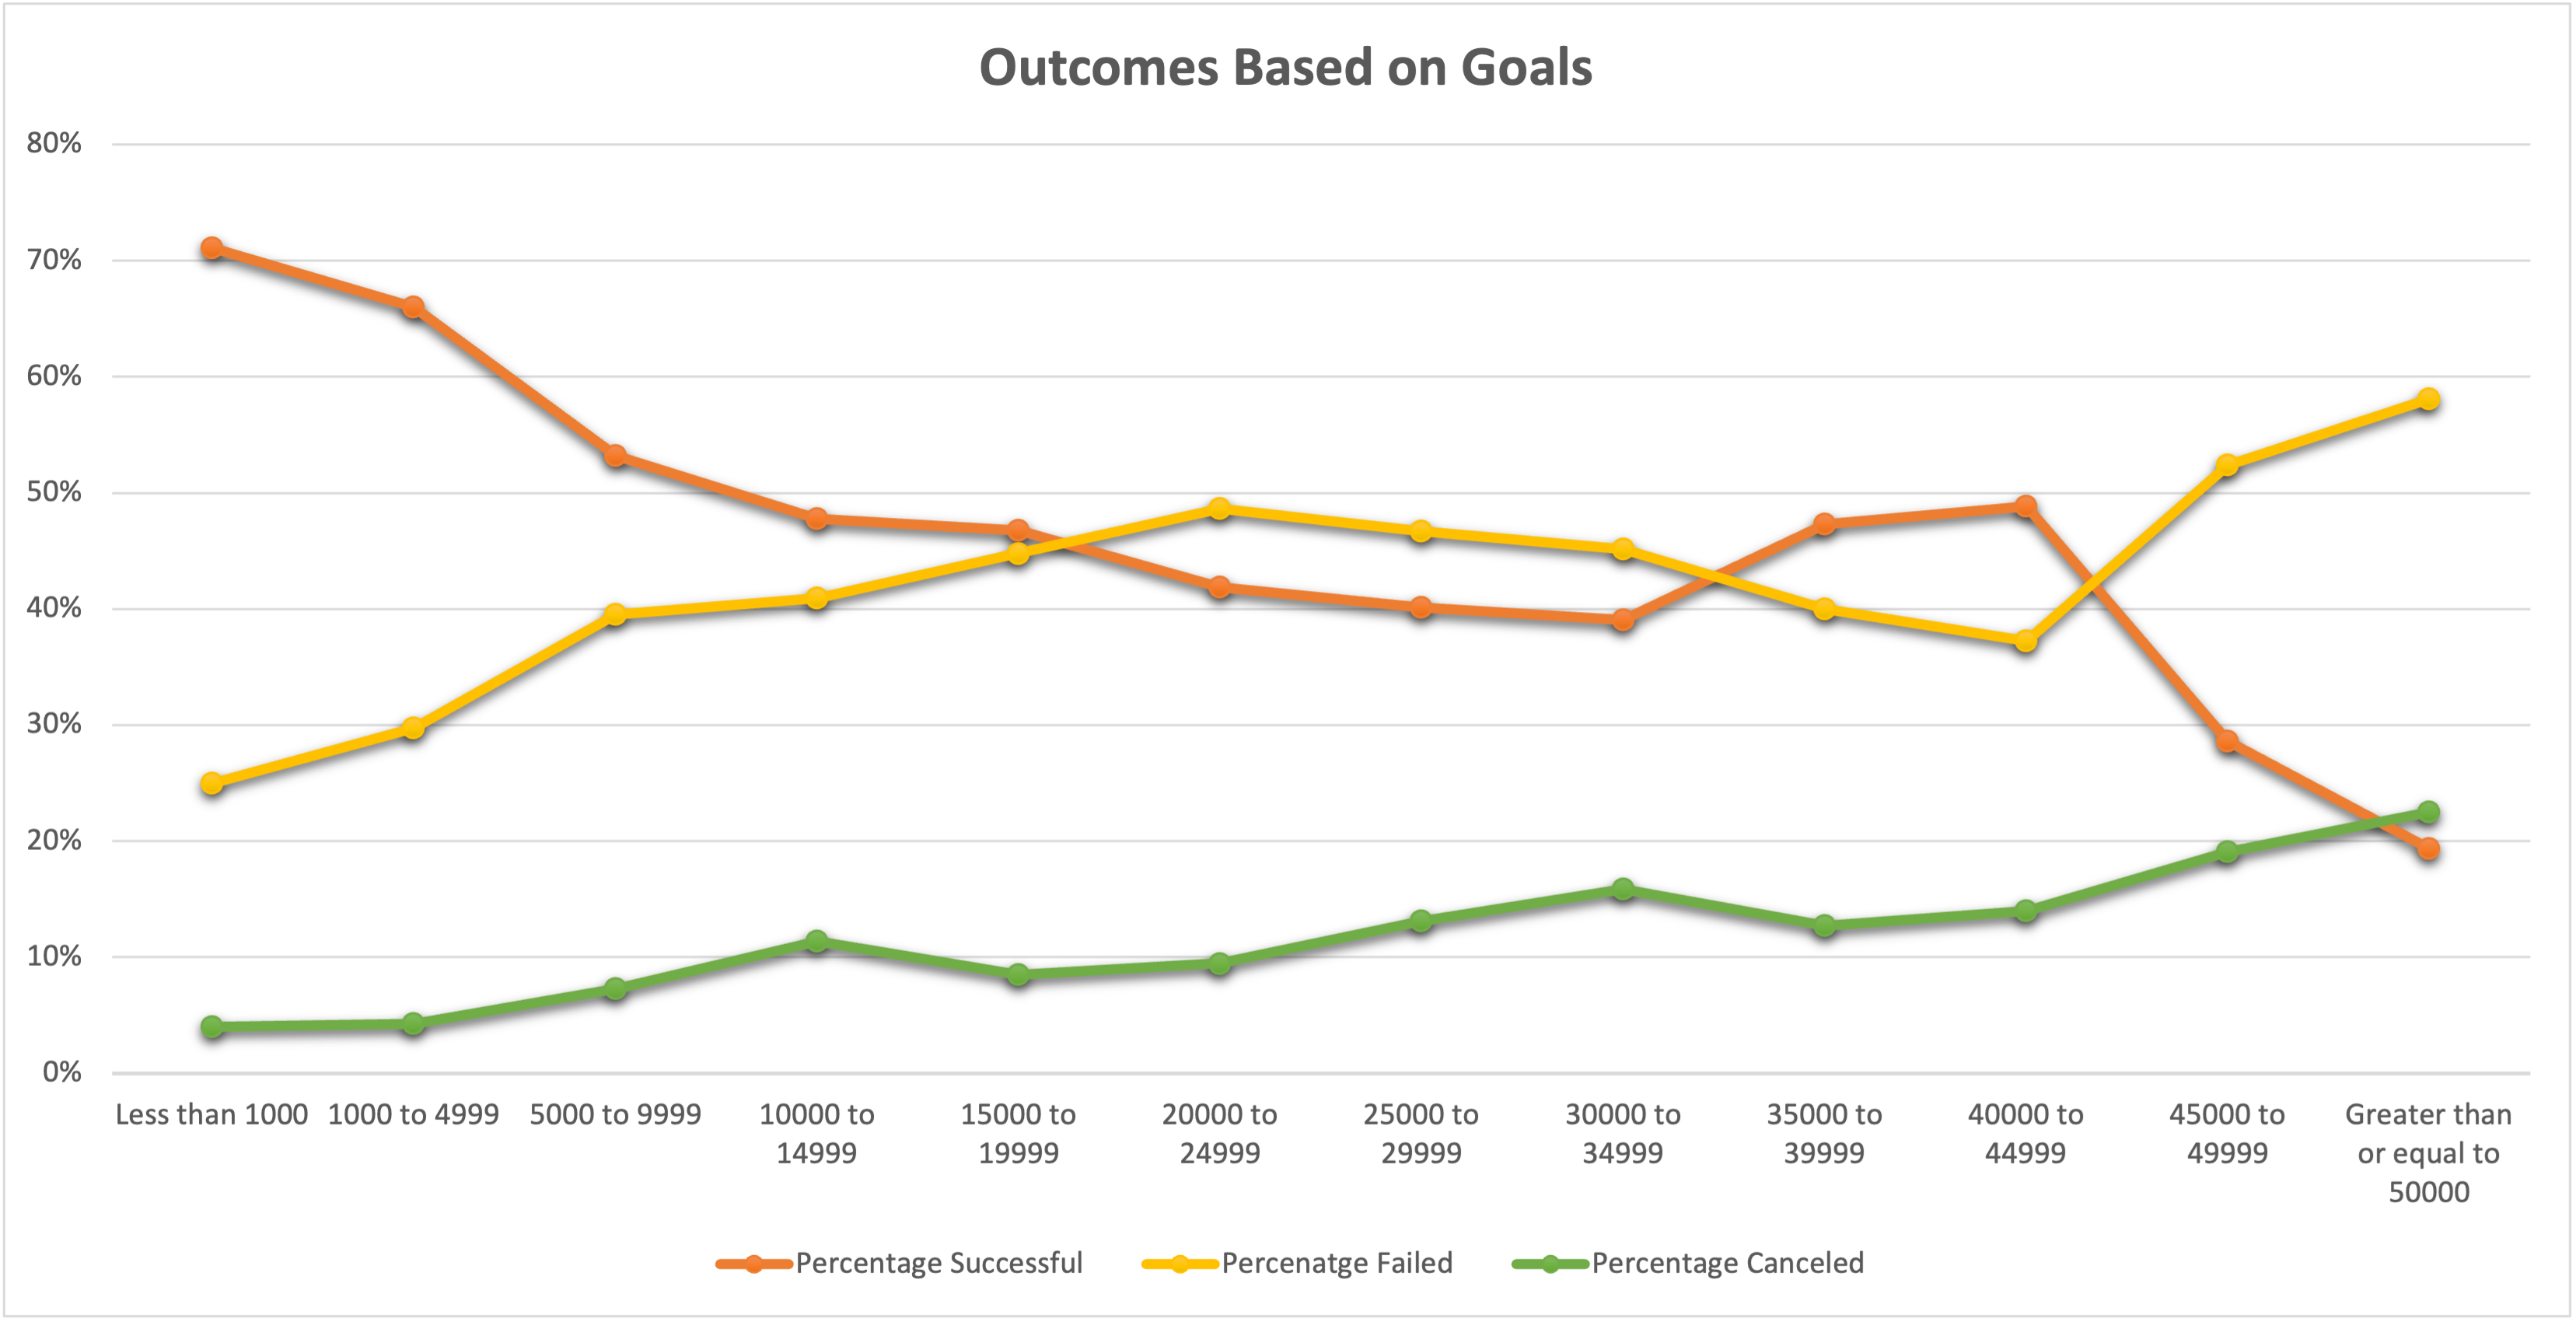 Outcomes Based on Goals
80%
70%
60%
50%
40%
30%
20%
10%
0%
Less than 1000
1000 to 4999
5000 to 9999
10000 to
14999
15000 to
19999
20000 to
24999
25000 to
29999
30000 to
34999
35000 to
39999
40000 to
44999
45000 to
49999
Greater than
or equal to
50000
Percentage Successful
Percenatge Failed
Percentage Canceled